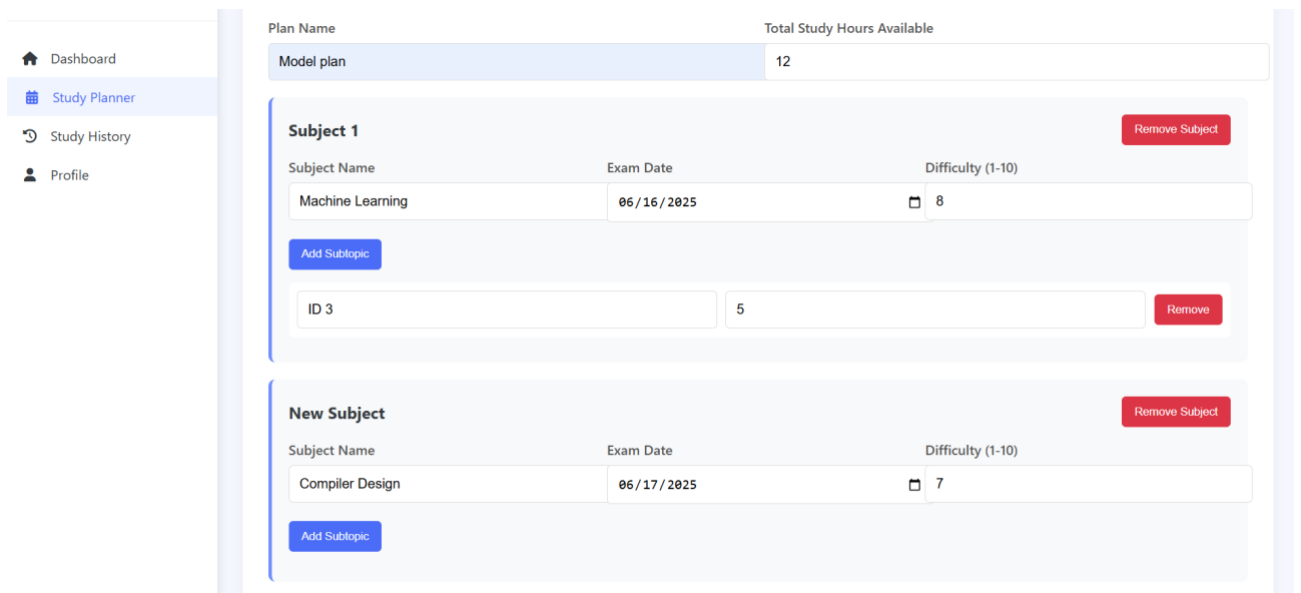 Dashboard
Study Planner
Study History
Profile
Plan Name
Total Study Hours Available
Model plan
12
Subject 1
Remove Subject
Subject Name
Exam Date
Difficulty (1-10)
Machine Learning
06/16/2025
8
Add Subtopic
ID 3
5
Remove
New Subject
Remove Subject
Subject Name
Exam Date
Difficulty (1-10)
Compiler Design
06/17/2025
7
Add Subtopic